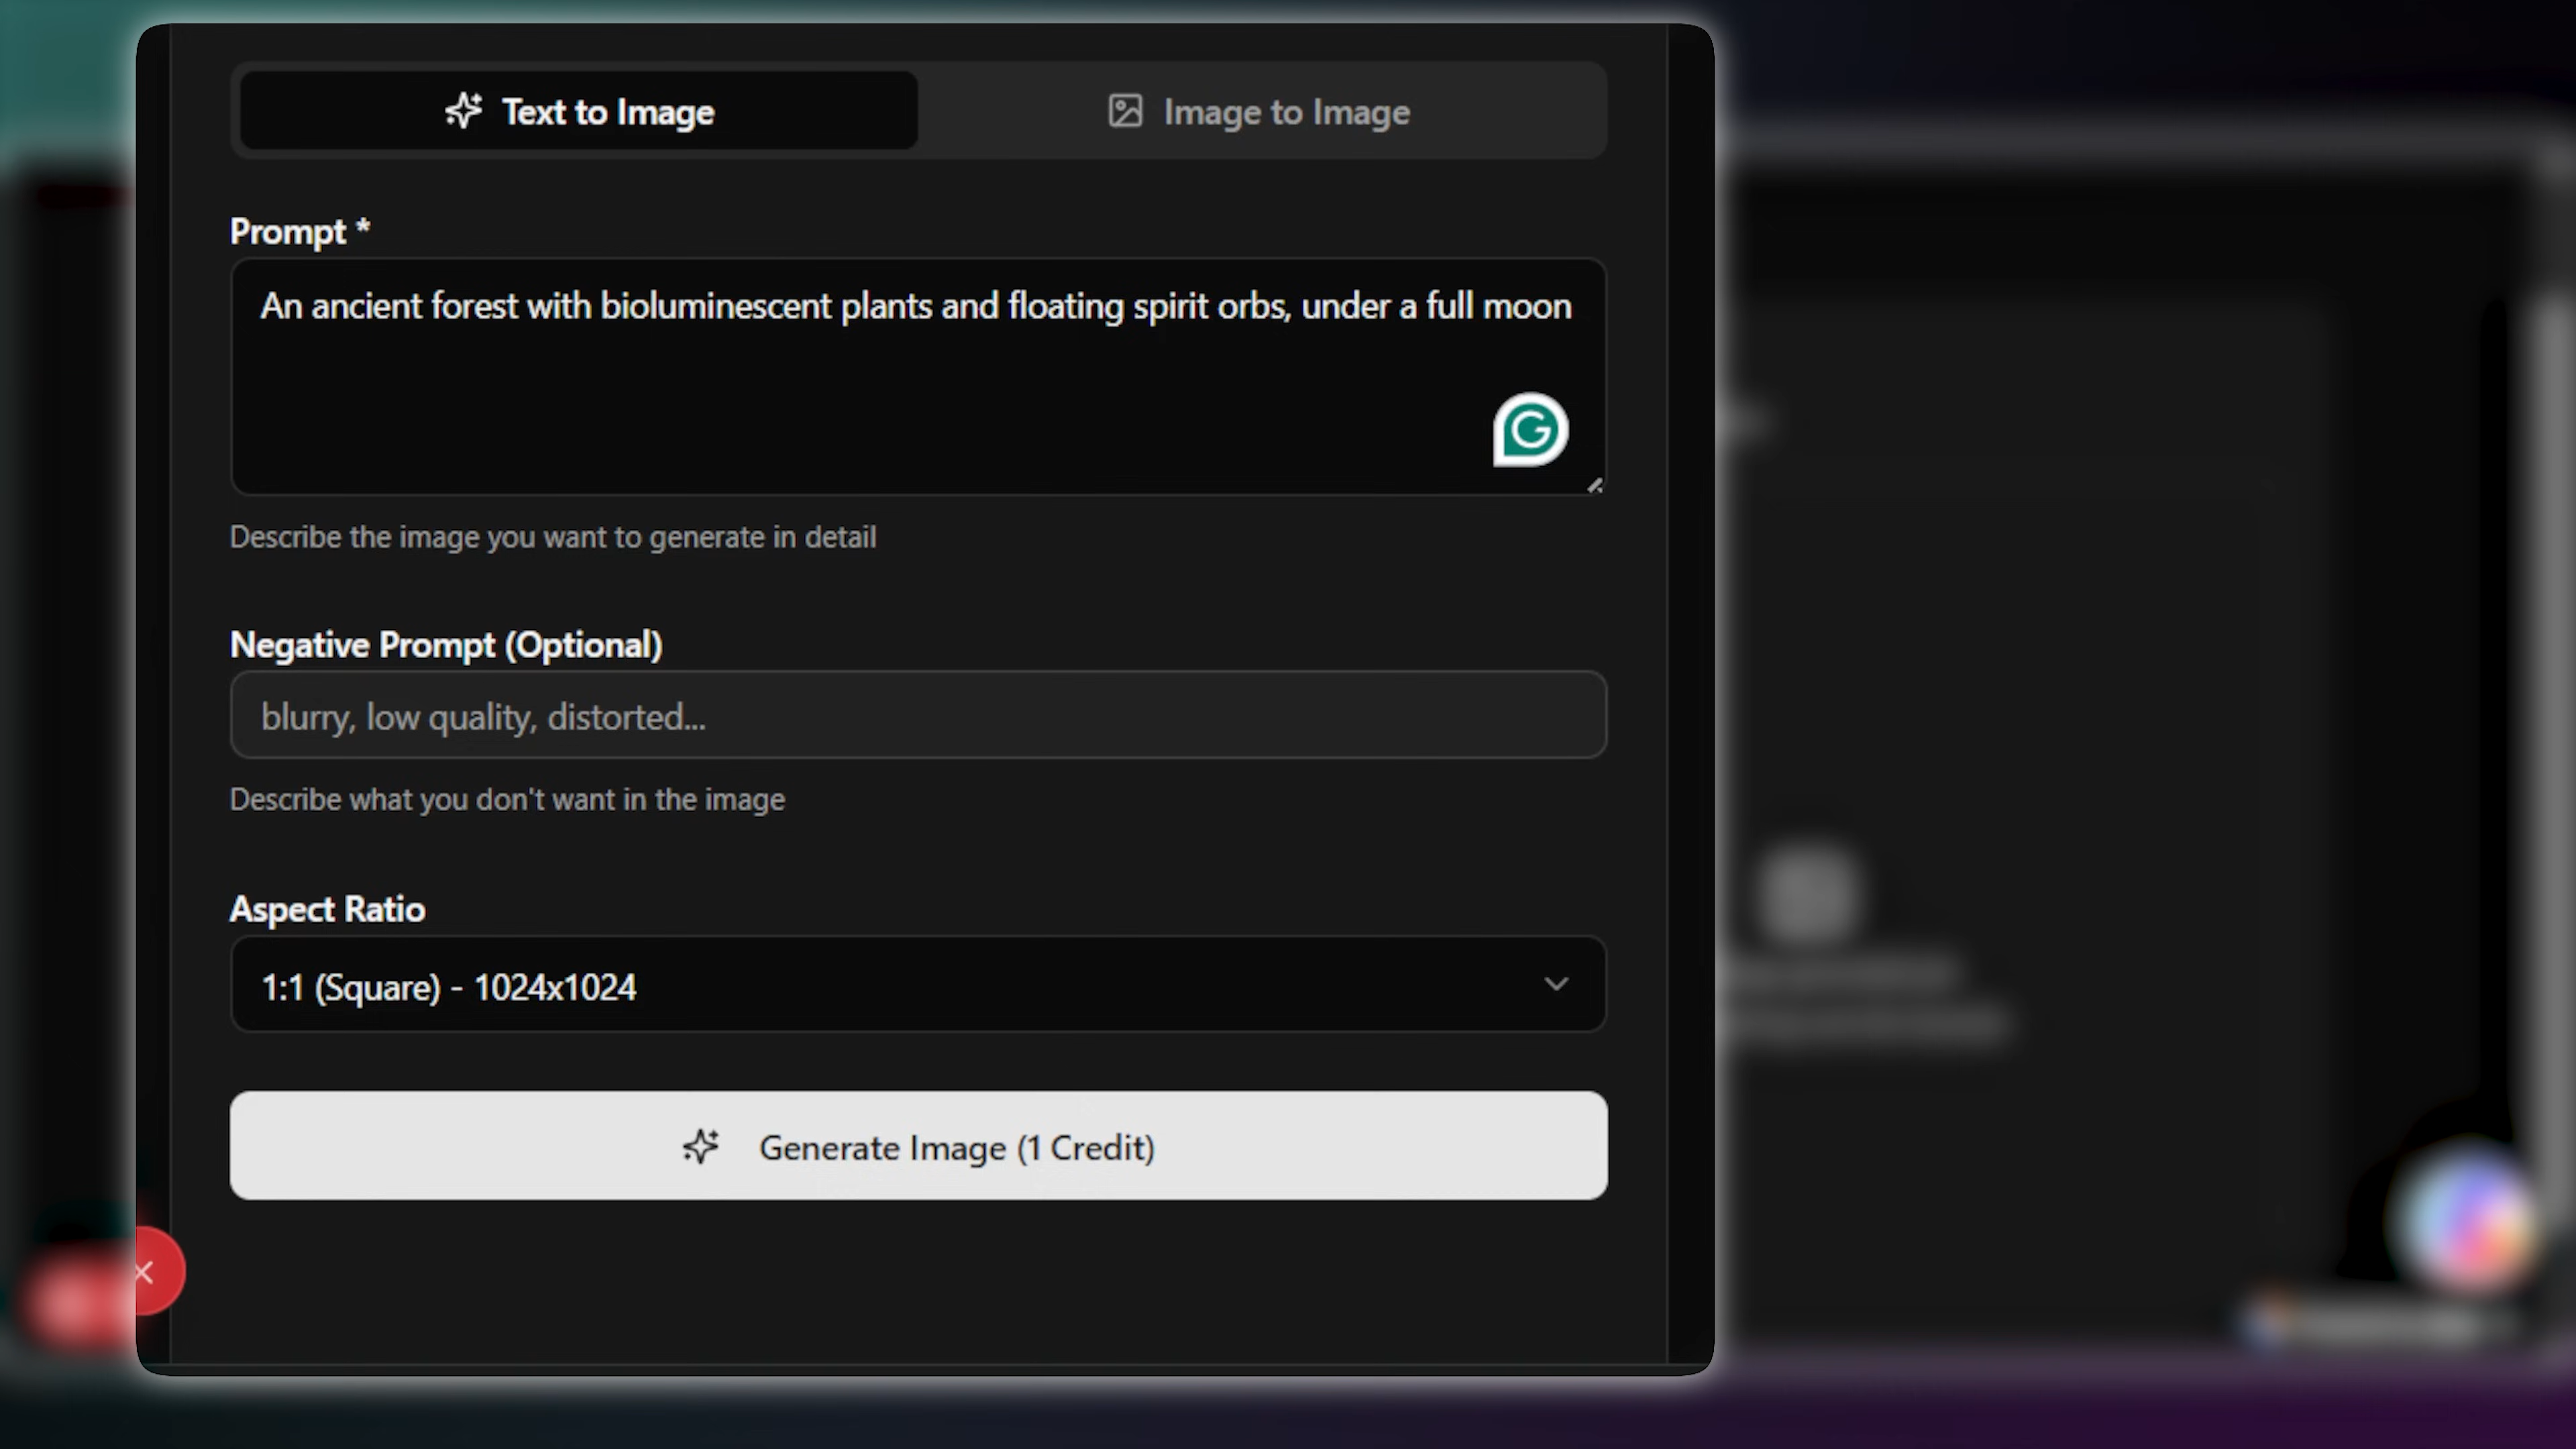 Text to Image
Image to Image
Prompt *
An ancient forest with bioluminescent plants and floating spirit orbs, under a full moon
Describe the image you want to generate in detail
Negative Prompt (Optional)
blurry, low quality, distorted...
Describe what you don't want in the image
Aspect Ratio
1:1 (Square) - 1024x1024
Generate Image (1 Credit)